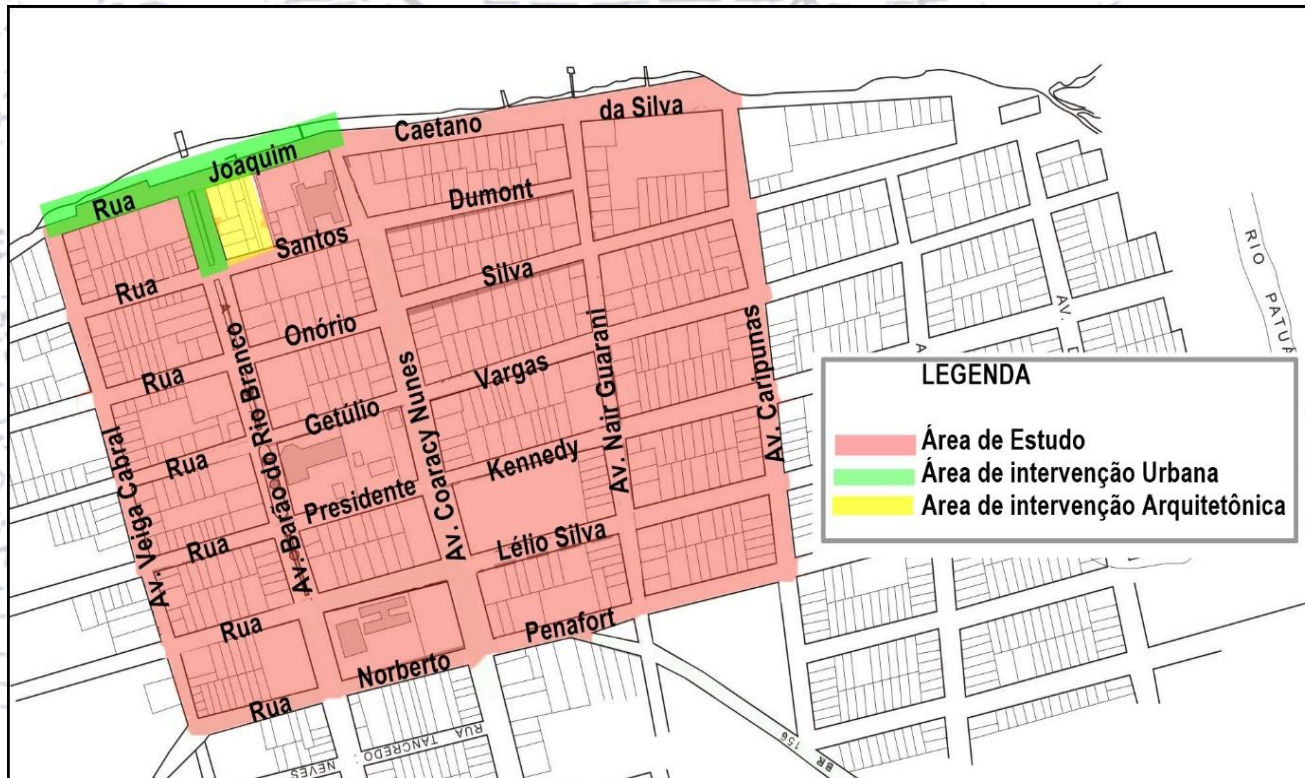 Rua Joaquim Caetano da Silva
Rua Santos Dumont
Rua Onório Silva
Rua Getúlio Vargas
Rua Presidente Kennedy
Rua Lélio Silva
Rua Norberto Penafort
Av. Veiga Cabral
Av. Barão do Rio Branco
Av. Coaracy Nunes
Av. Nair Guarani
Av. Caripunas
AV.
RIO
LEGENDA
Área de Estudo
Área de intervenção Urbana
Area de intervenção Arquitetônica
RUA TANCREDO
NEVES
BR 156